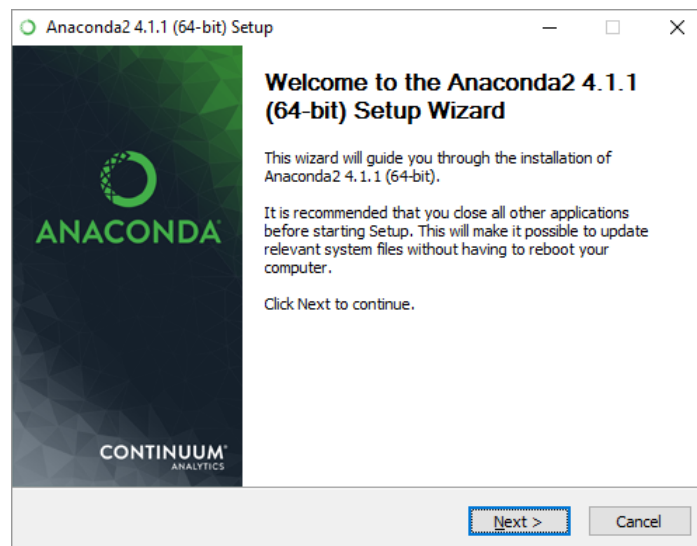 Anaconda2 4.1.1 (64-bit) Setup
Welcome to the Anaconda2 4.1.1
(64-bit) Setup Wizard
This wizard will guide you through the installation of
Anaconda2 4.1.1 (64-bit).
It is recommended that you close all other applications
before starting Setup. This will make it possible to update
relevant system files without having to reboot your
computer.
Click Next to continue.
ANACONDA
CONTINUUM
ANALYTICS
Next >
Cancel